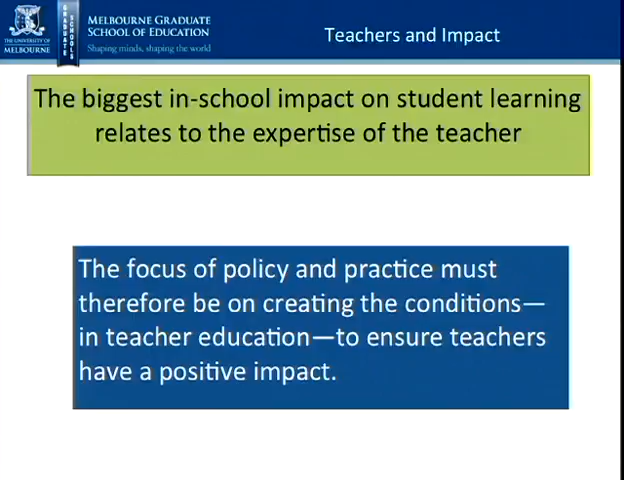 THE UNIVERSITY OF
MELBOURNE
GRADUATE
SCHOOLS
MELBOURNE GRADUATE
SCHOOL OF EDUCATION
Shaping minds, shaping the world
Teachers and Impact
The biggest in-school impact on student learning
relates to the expertise of the teacher
The focus of policy and practice must
therefore be on creating the conditions—
in teacher education—to ensure teachers
have a positive impact.